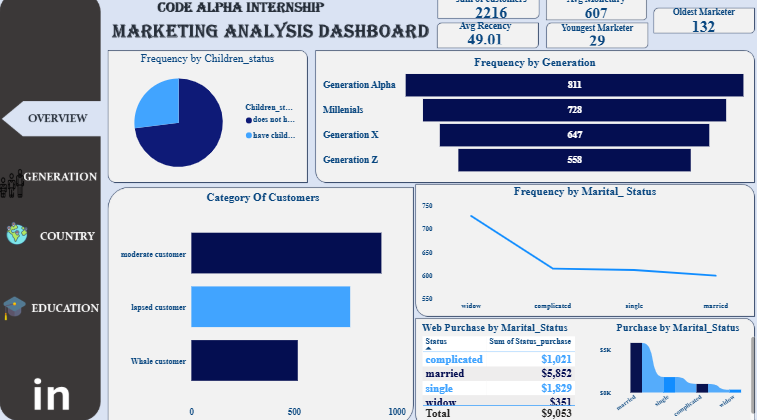 CODE ALPHA INTERNSHIP
MARKETING ANALYSIS DASHBOARD
2216
607
Oldest Marketer
132
Avg Recency
49.01
Youngest Marketer
29
OVERVIEW
GENERATION
COUNTRY
EDUCATION
in
Frequency by Children_status
Children_st...
does not h...
have child...
Frequency by Generation
Generation Alpha 811
Millenials 728
Generation X 647
Generation Z 558
Category Of Customers
moderate customer
lapsed customer
Whale customer
0 500 1000
Frequency by Marital_ Status
750
700
650
600
550
widow complicated single married
Web Purchase by Marital_Status
Status Sum of Status_purchase
complicated $1,021
married $5,852
single $1,829
widow $351
Total $9,053
Purchase by Marital_Status
$5K
$0K
married single complicated widow